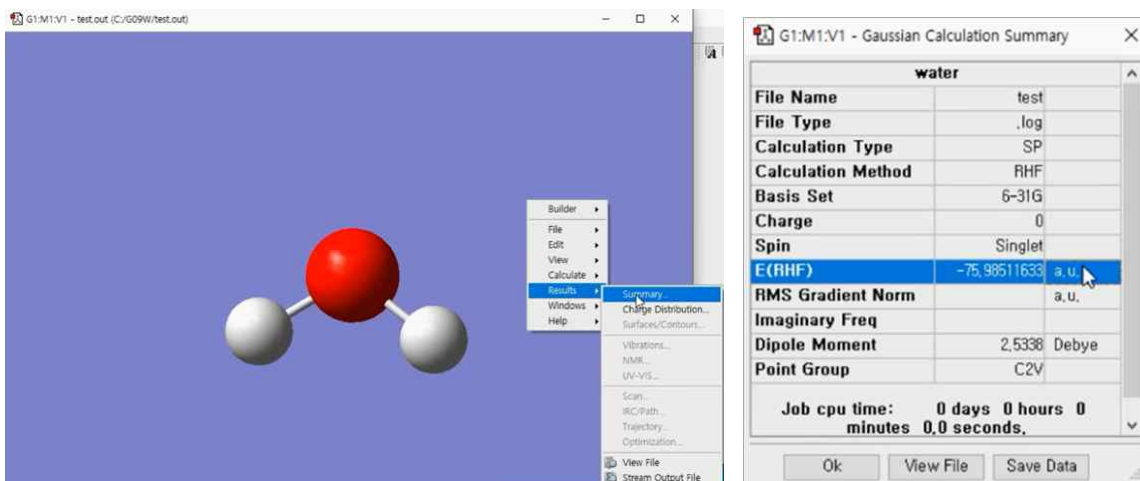 G1:M1:V1 - test.out (C:/G09W/test.out)
Builder
File
Edit
View
Calculate
Results
Windows
Help
Summary...
Charge Distribution...
Surfaces/Contours...
Vibrations...
NMR...
UV-VIS...
Scan...
IRC/Path...
Trajectory...
Optimization...
View File
Stream Output File
G1:M1:V1 - Gaussian Calculation Summary
water
File Name test
File Type .log
Calculation Type SP
Calculation Method RHF
Basis Set 6-31G
Charge 0
Spin Singlet
E(RHF) -75.98511633 a.u.
RMS Gradient Norm a.u.
Imaginary Freq
Dipole Moment 2.5338 Debye
Point Group C2V
Job cpu time: 0 days 0 hours 0
minutes 0.0 seconds.
Ok View File Save Data